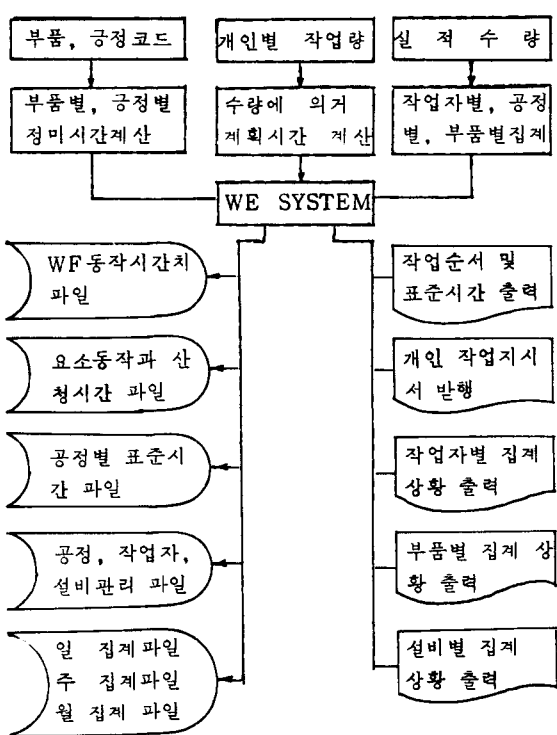 부품, 긍정코드
개인별 작업량
실 적 수 량
부품별, 긍정별
정미시간계산
수량에 의거
계획시간 계산
작업자별, 공정
별, 부품별집계
WE SYSTEM
WF동작시간치
파일
요소동작과 산
청시간 파일
공정별 표준시
간 파일
공정, 작업자,
설비관리 파일
일 집계파일
주 집계파일
월 집계 파일
작업순서 및
표준시간 출력
개인 작업지시
서 발행
작업자별 집계
상황 출력
부품별 집계 상
황 출력
설비별 집계
상황 출력